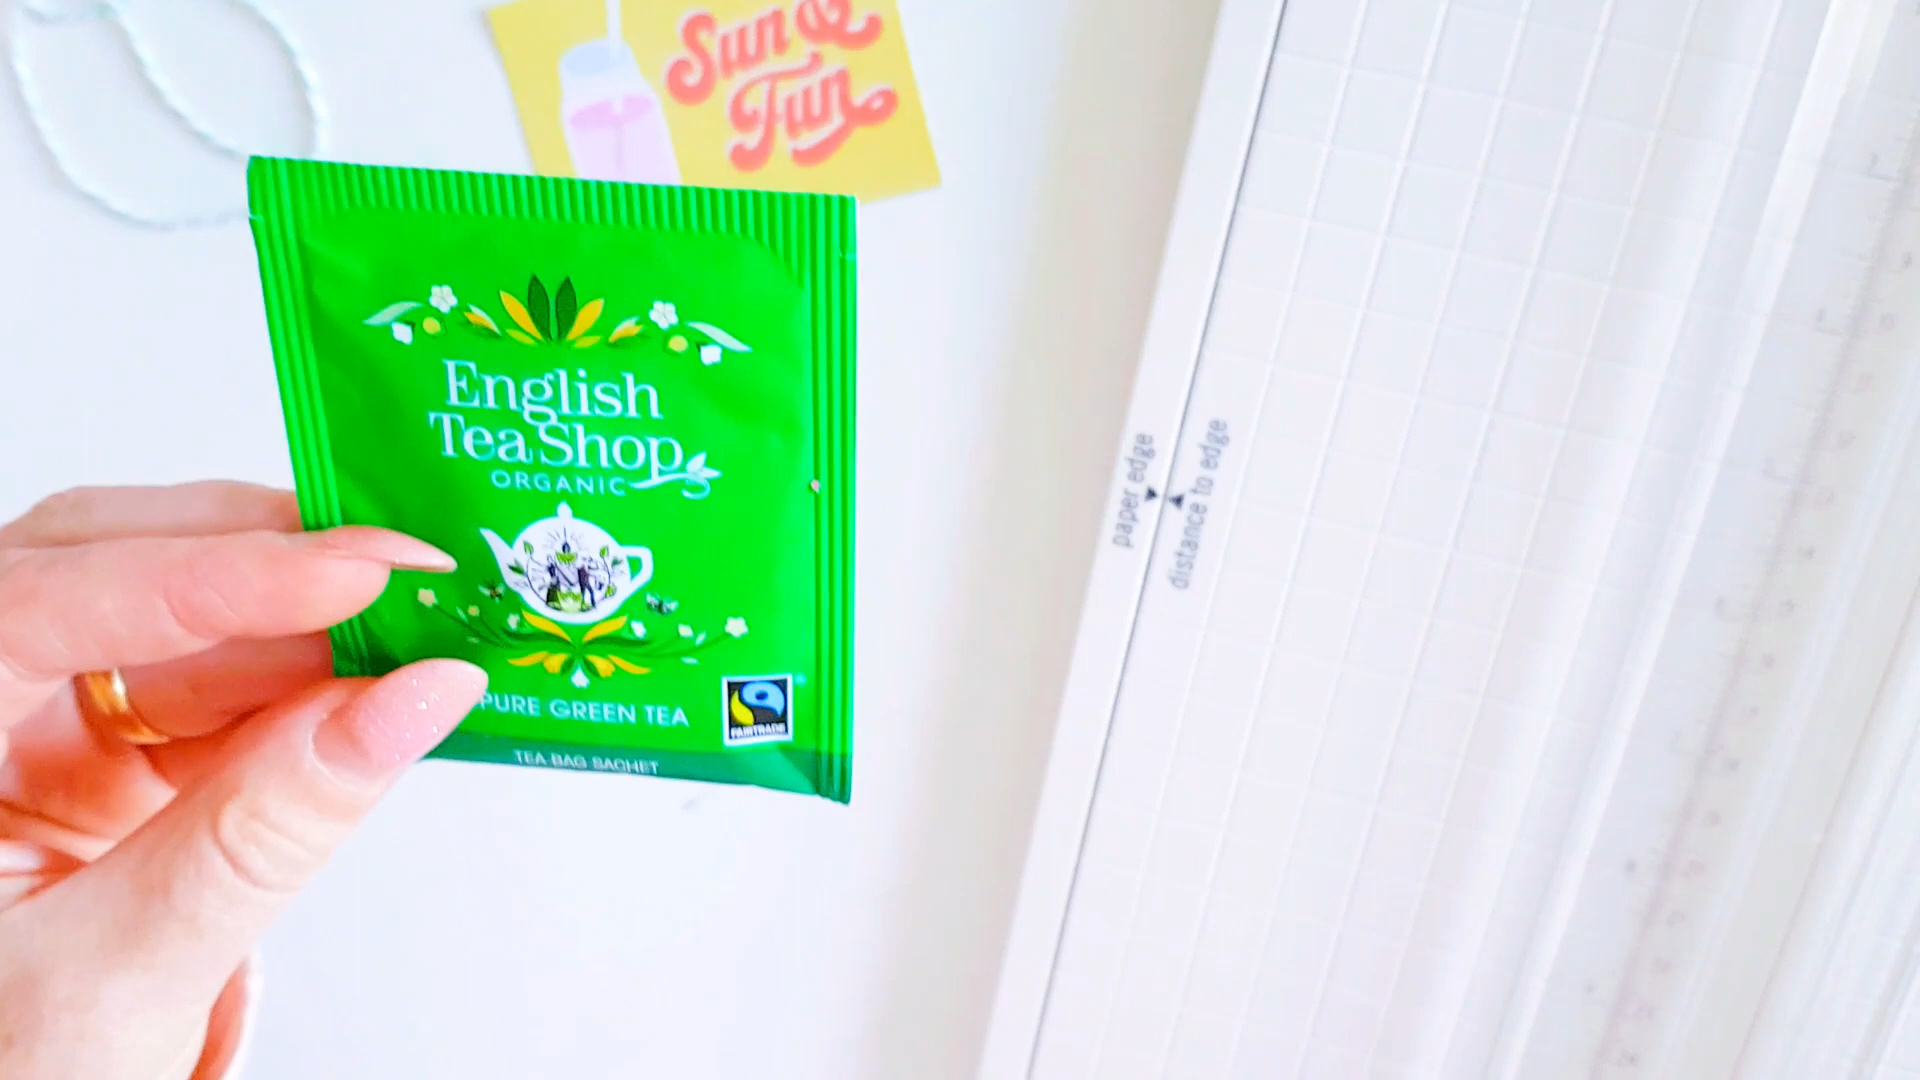 Sun &
Fun
English
Tea Shop
ORGANIC
PURE GREEN TEA
FAIRTRADE
TEA BAG SACHET
paper edge
distance to edge